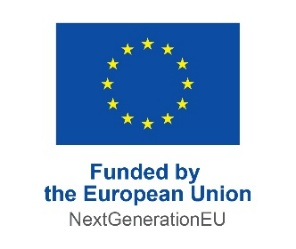 Funded by
the European Union
NextGenerationEU